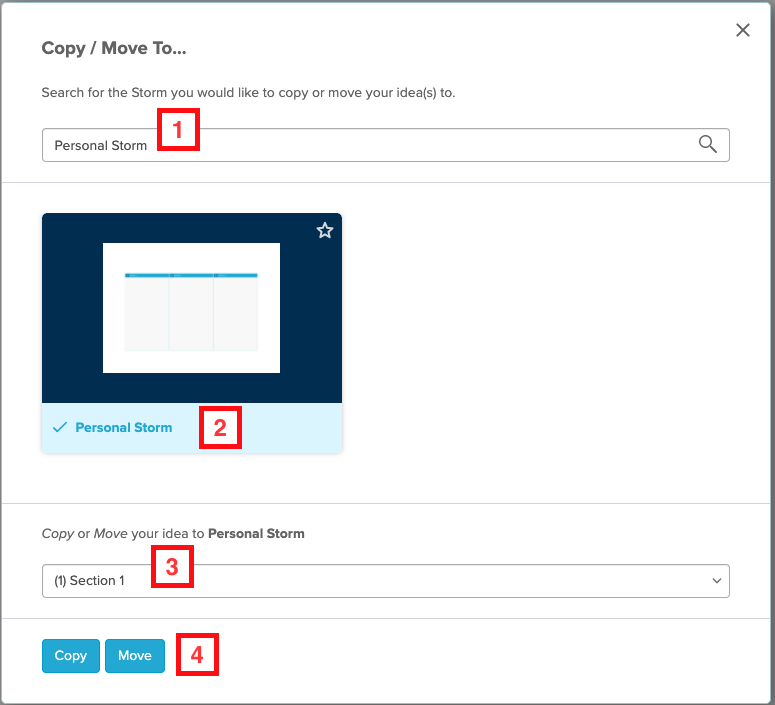 Copy / Move To...
Search for the Storm you would like to copy or move your idea(s) to.
1
Personal Storm
Personal Storm
2
Copy or Move your idea to Personal Storm
3
(1) Section 1
Copy Move 4